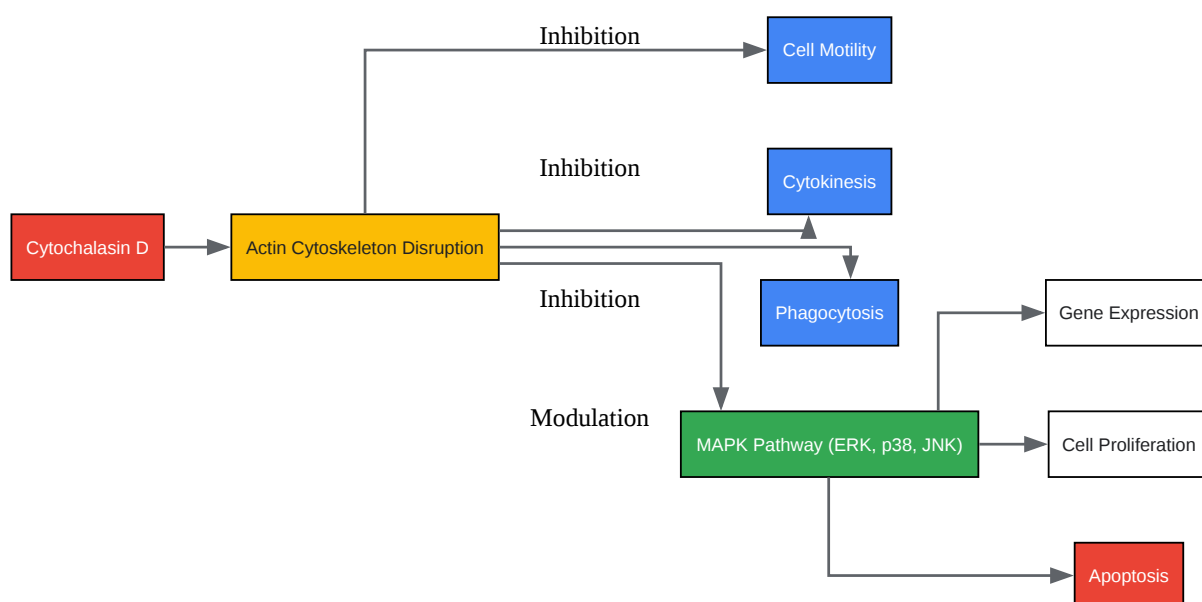 Inhibition
Cell Motility
Inhibition
Cytokinesis
Cytochalasin D
Actin Cytoskeleton Disruption
Inhibition
Phagocytosis
Gene Expression
Modulation
MAPK Pathway (ERK, p38, JNK)
Cell Proliferation
Apoptosis